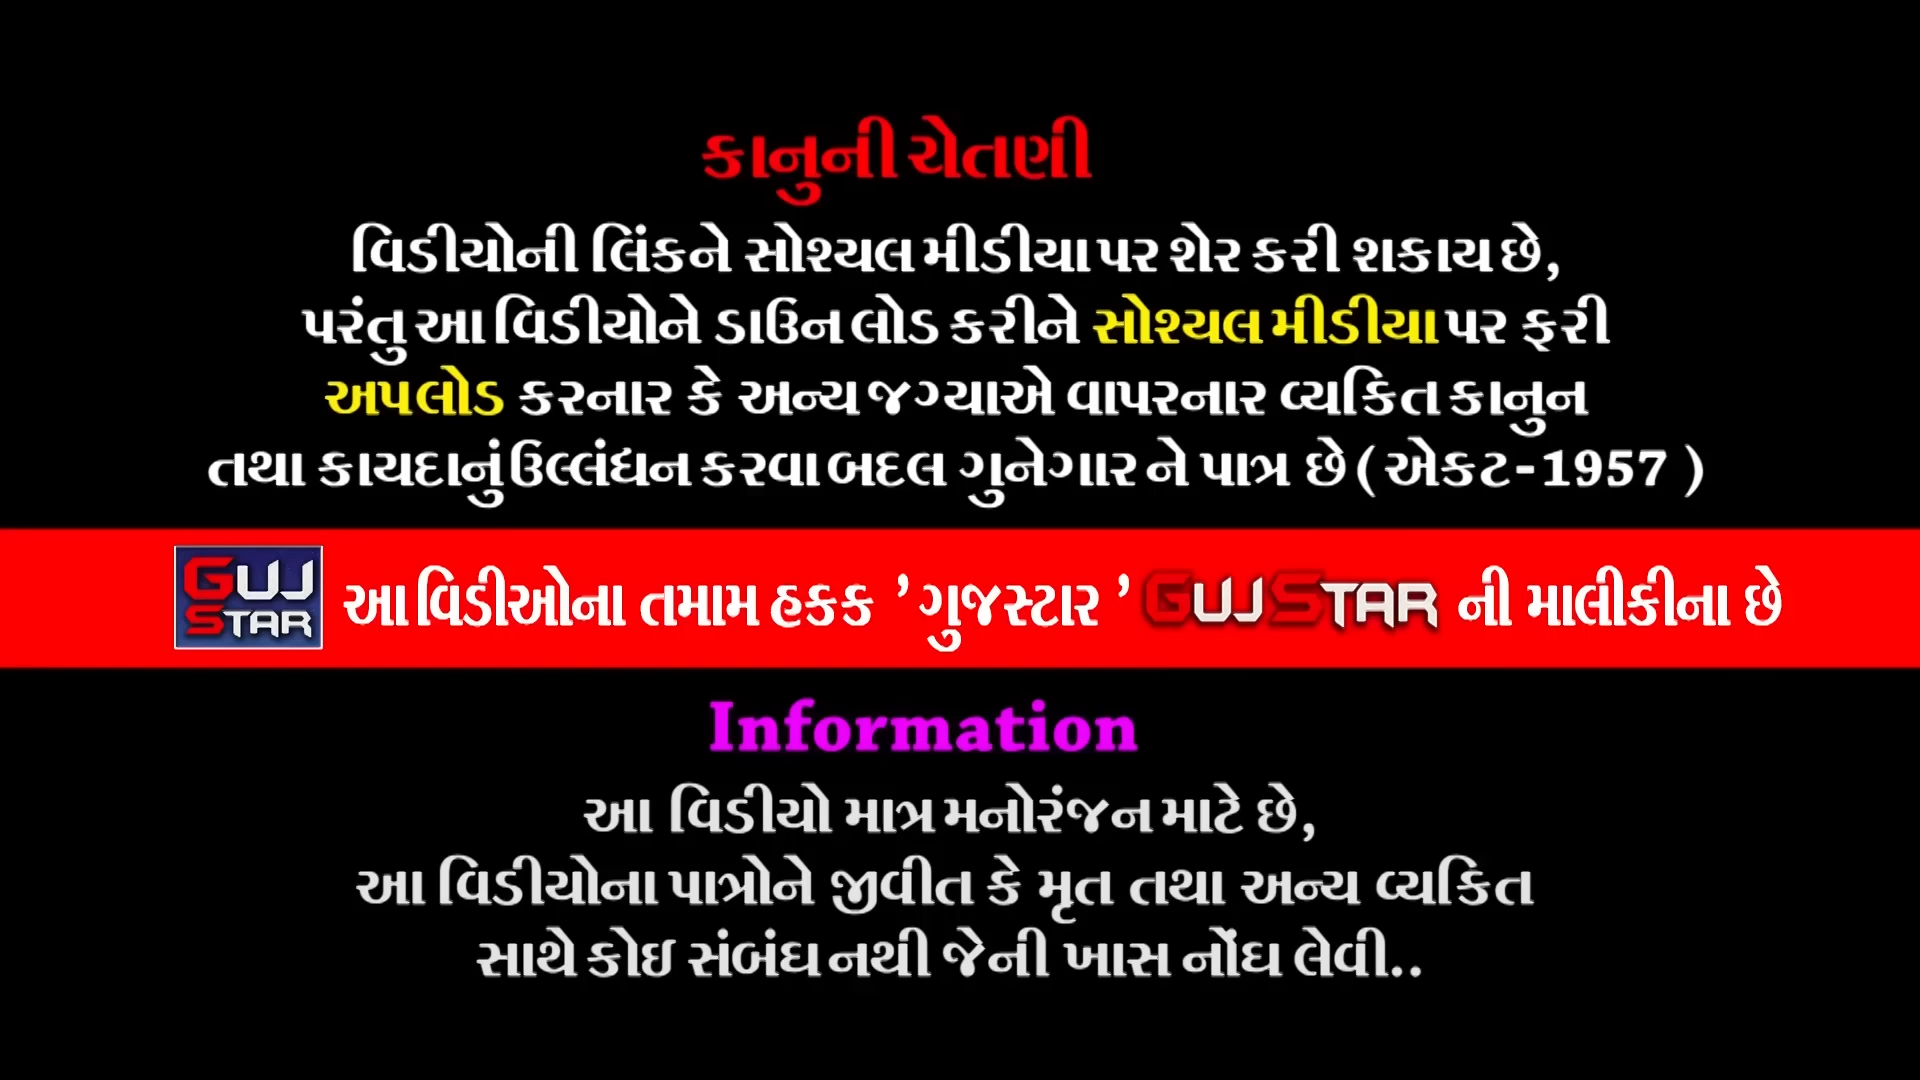 કાનુની ચેતણી
વિડીયોની લિંકને સોશ્યલ મીડીયા પર શેર કરી શકાય છે,
પરંતુ આ વિડીયોને ડાઉન લોડ કરીને સોશ્યલ મીડીયા પર ફરી
અપલોડ કરનાર કે અન્ય જગ્યાએ વાપરનાર વ્યકિત કાનુન
તથા કાયદાનું ઉલ્લંઘન કરવા બદલ ગુનેગાર ને પાત્ર છે ( એકટ-1957 )
GUJ STAR
આ વિડીઓના તમામ હકક ' ગુજસ્ટાર ' GUJ STAR ની માલીકીના છે
Information
આ વિડીયો માત્ર મનોરંજન માટે છે,
આ વિડીયોના પાત્રોને જીવીત કે મૃત તથા અન્ય વ્યકિત
સાથે કોઇ સંબંઘ નથી જેની ખાસ નોંઘ લેવી..